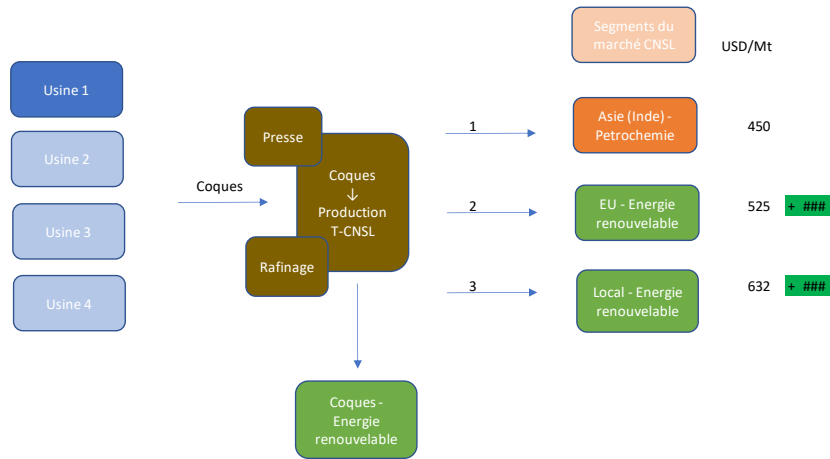 Segments du
marché CNSL
USD/Mt
Usine 1
Usine 2
Usine 3
Usine 4
Coques
Presse
Coques
↓
Production
T-CNSL
Rafinage
1
Asie (Inde) -
Petrochemie
450
2
EU - Energie
renouvelable
525
+ ###
3
Local - Energie
renouvelable
632
+ ###
Coques -
Energie
renouvelable